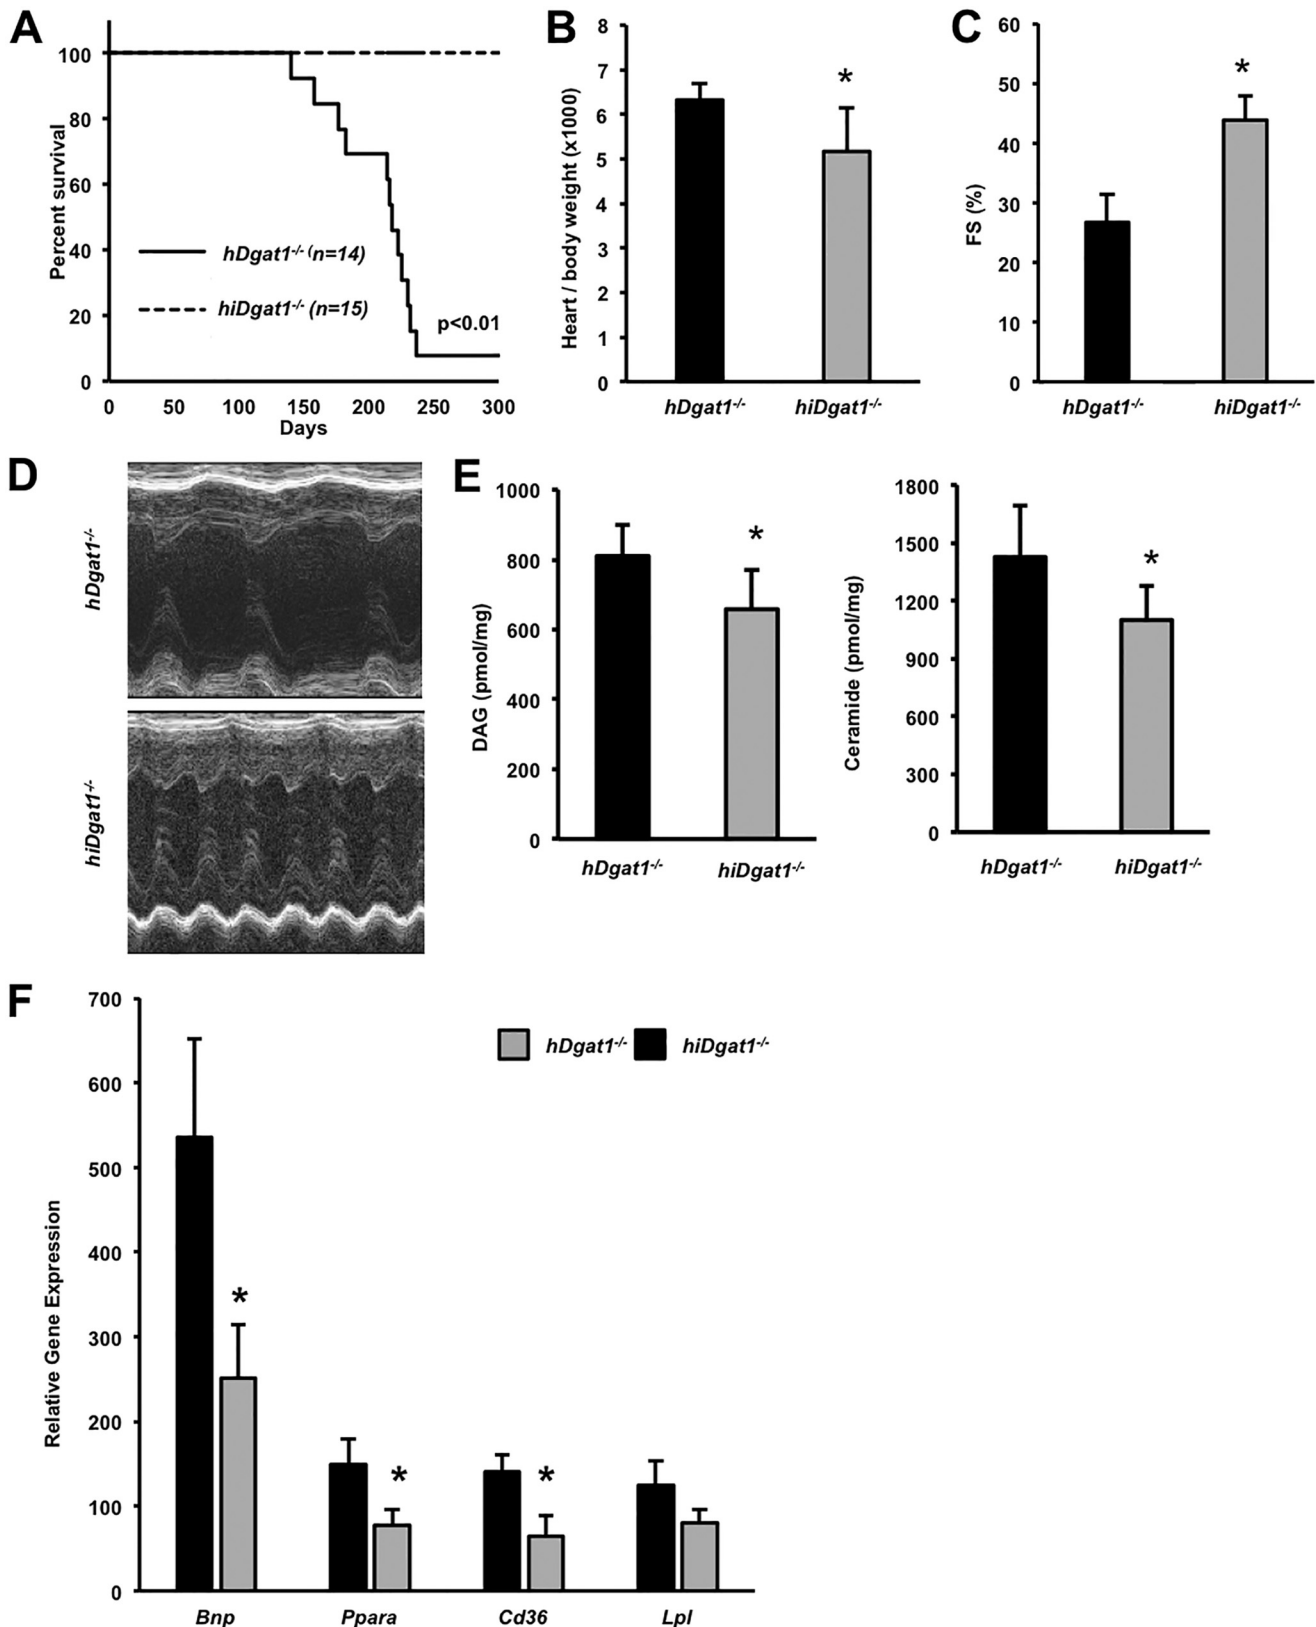 A
Percent survival
100
80
60
40
20
0
hDgat1-/- (n=14)
hiDgat1-/- (n=15)
p<0.01
0 50 100 150 200 250 300
Days
B
Heart / body weight (x1000)
8
7
6
5
4
3
2
1
0
*
hDgat1-/- hiDgat1-/-
C
FS (%)
60
50
40
30
20
10
0
*
hDgat1-/- hiDgat1-/-
D
hDgat1-/-
hiDgat1-/-
E
DAG (pmol/mg)
1000
800
600
400
200
0
*
hDgat1-/- hiDgat1-/-
Ceramide (pmol/mg)
1800
1500
1200
900
600
300
0
*
hDgat1-/- hiDgat1-/-
F
Relative Gene Expression
700
600
500
400
300
200
100
0
hDgat1-/- hiDgat1-/-
*
* *
Bnp Ppara Cd36 Lpl